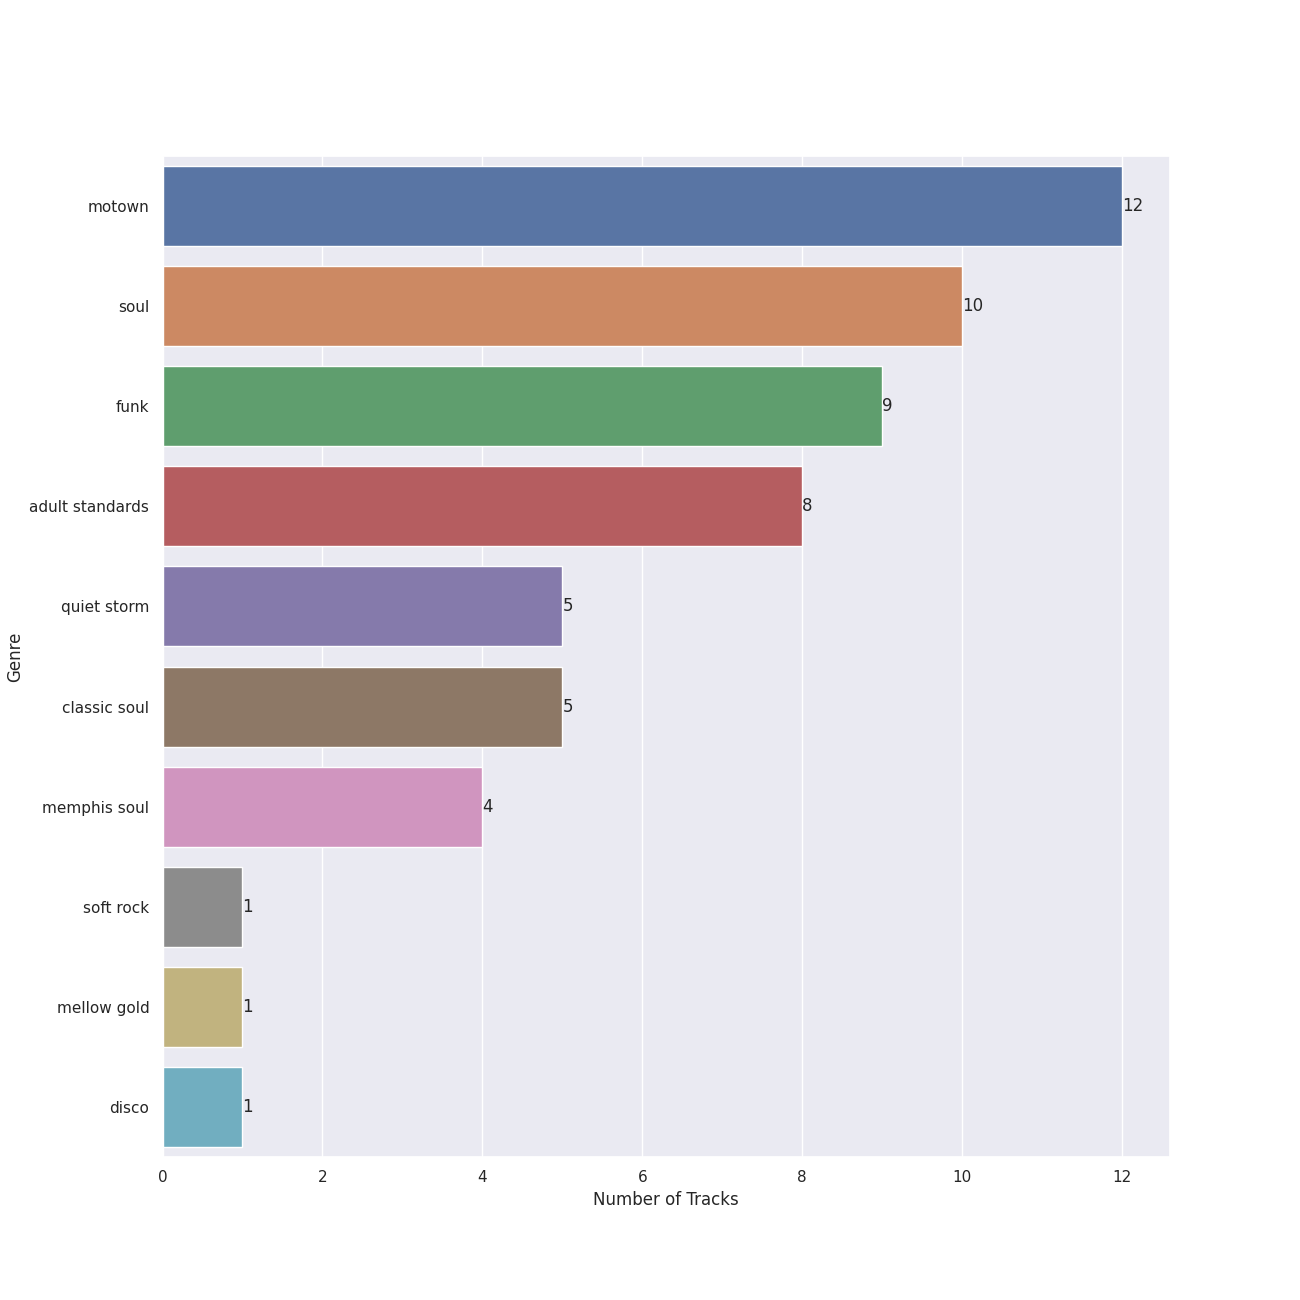 motown
12
soul
10
funk
9
adult standards
8
quiet storm
5
classic soul
5
memphis soul
4
soft rock
1
mellow gold
1
disco
1
Genre
0 2 4 6 8 10 12
Number of Tracks